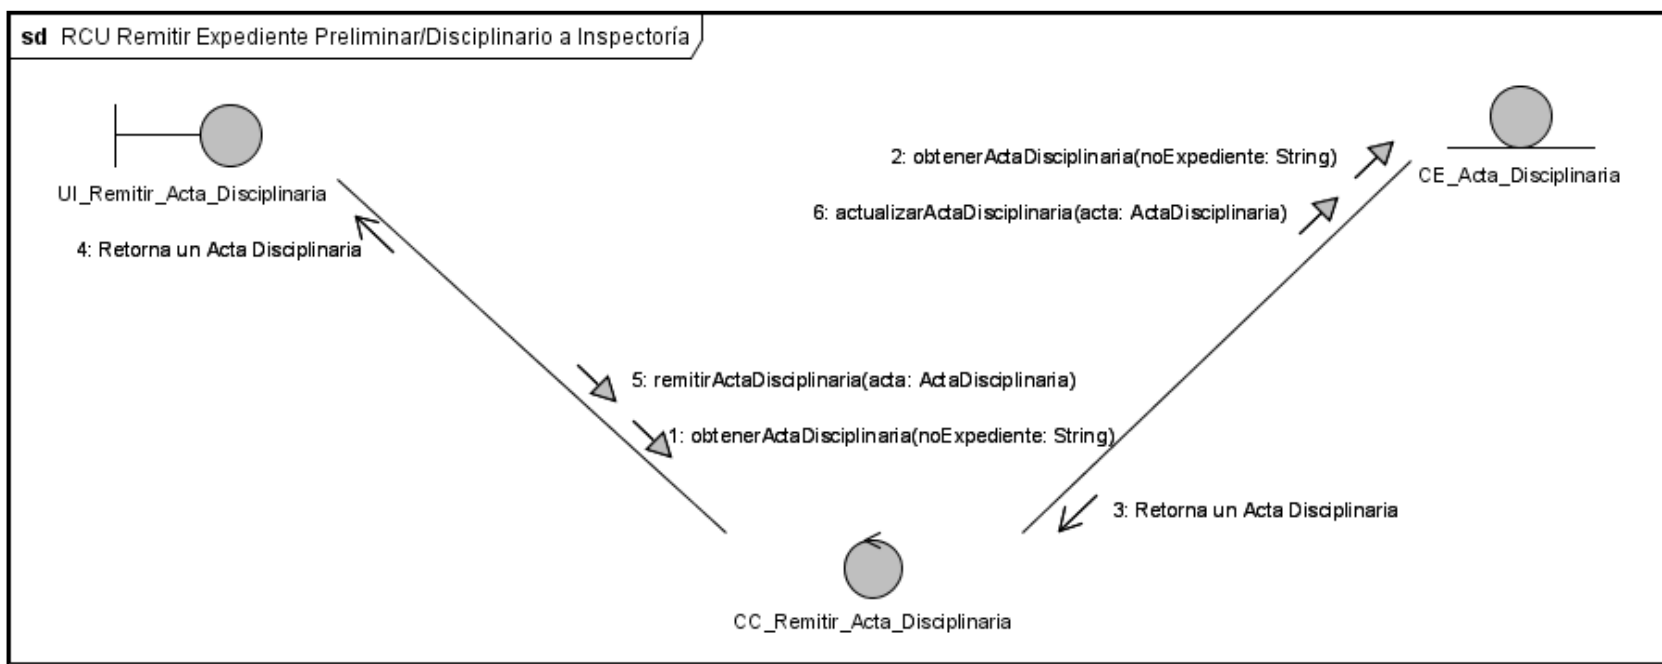 sd RCU Remitir Expediente Preliminar/Disciplinario a Inspectoría
2: obtenerActaDisciplinaria(noExpediente: String)
CE_Acta_Disciplinaria
UI_Remitir_Acta_Disciplinaria
6: actualizarActaDisciplinaria(acta: ActaDisciplinaria)
4: Retorna un Acta Disciplinaria
5: remitirActaDisciplinaria(acta: ActaDisciplinaria)
1: obtenerActaDisciplinaria(noExpediente: String)
3: Retorna un Acta Disciplinaria
CC_Remitir_Acta_Disciplinaria